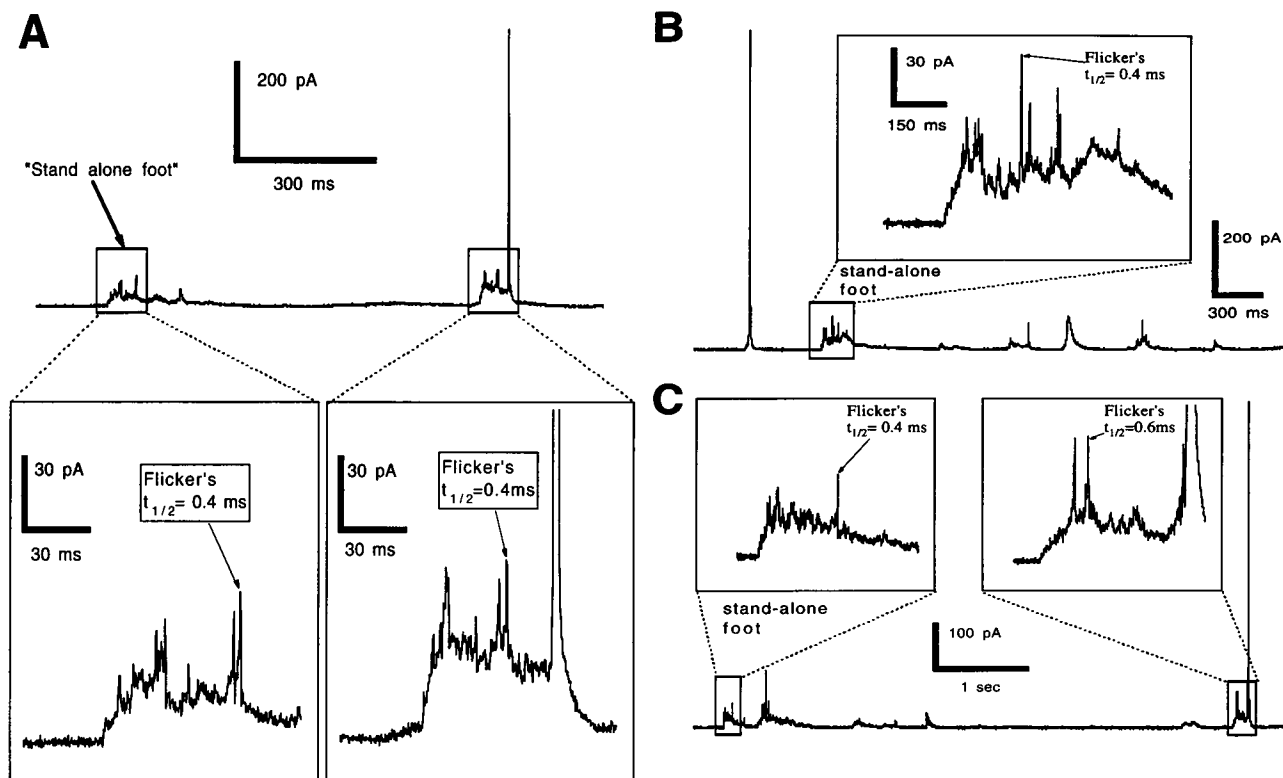 A
200 pA
300 ms
"Stand alone foot"
30 pA
30 ms
Flicker's
t1/2= 0.4 ms
30 pA
30 ms
Flicker's
t1/2=0.4ms
B
30 pA
150 ms
Flicker's
t1/2= 0.4 ms
stand-alone
foot
200 pA
300 ms
C
Flicker's
t1/2= 0.4 ms
Flicker's
t1/2=0.6ms
stand-alone
foot
100 pA
1 sec